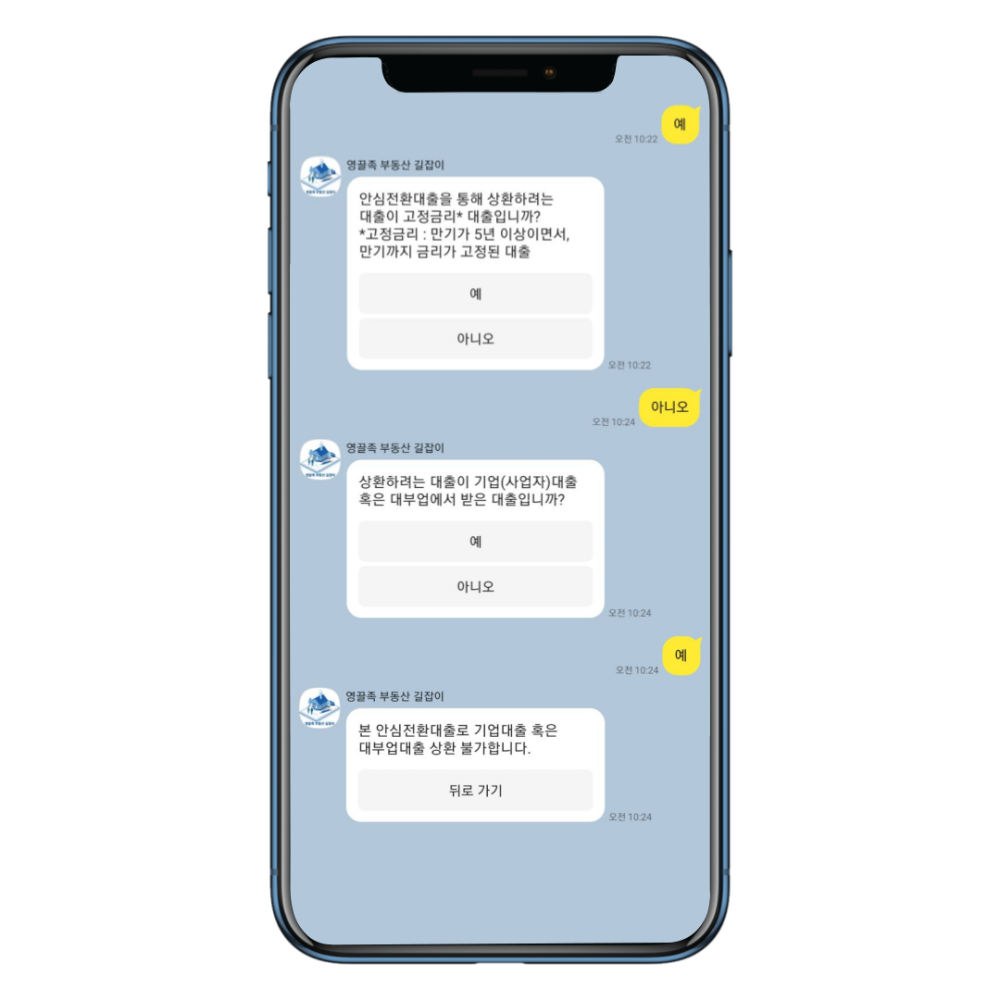 예
오전 10:22
영끌족 부동산 길잡이
안심전환대출을 통해 상환하려는
대출이 고정금리* 대출입니까?
*고정금리 : 만기가 5년 이상이면서,
만기까지 금리가 고정된 대출
예
아니오
오전 10:22
아니오
오전 10:24
영끌족 부동산 길잡이
상환하려는 대출이 기업(사업자)대출
혹은 대부업에서 받은 대출입니까?
예
아니오
오전 10:24
예
오전 10:24
영끌족 부동산 길잡이
본 안심전환대출로 기업대출 혹은
대부업대출 상환 불가합니다.
뒤로 가기
오전 10:24